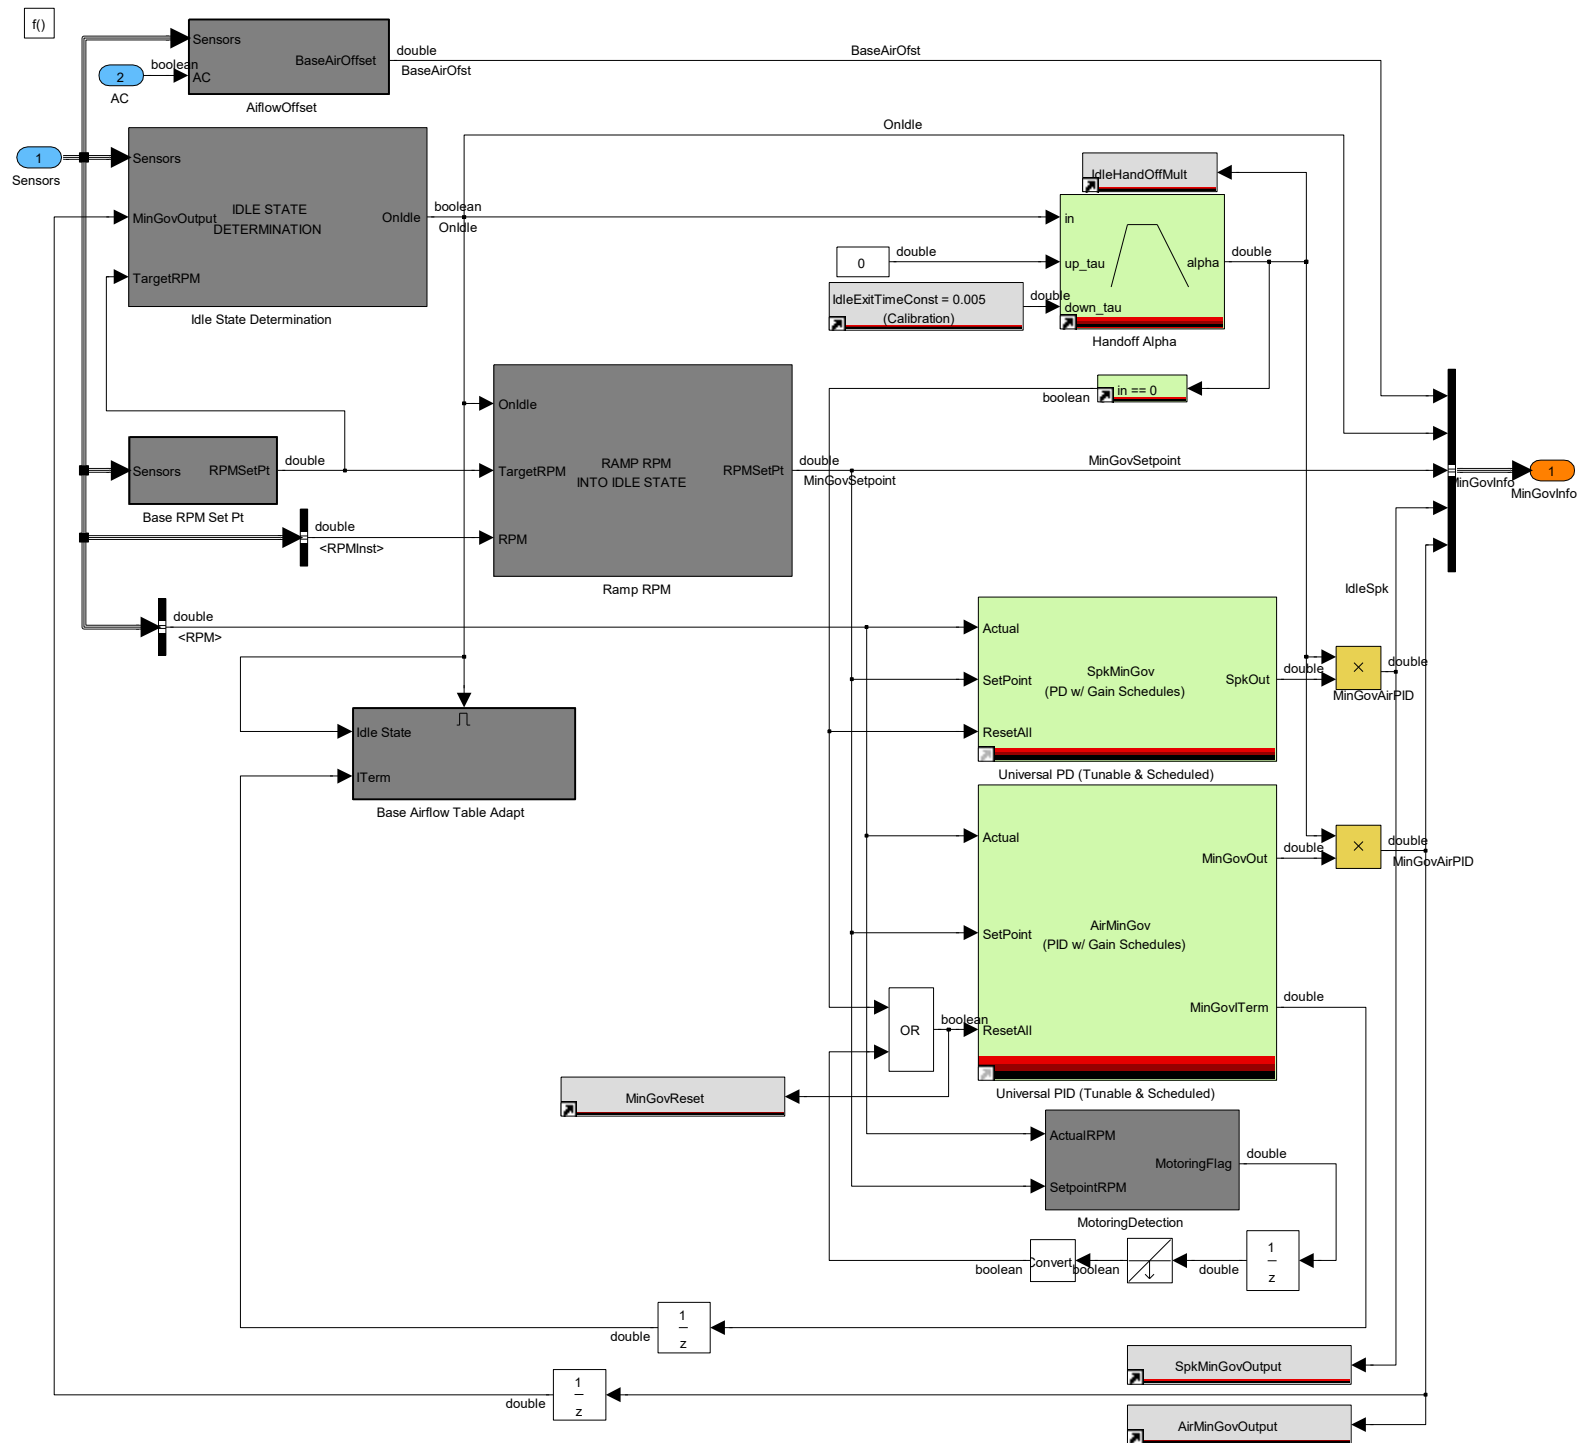 f()
Sensors
BaseAirOffset
AC
AiflowOffset
double
BaseAirOfst
BaseAirOfst
boolean
2
AC
1
Sensors
Sensors
MinGovOutput
TargetRPM
IDLE STATE
DETERMINATION
OnIdle
Idle State Determination
boolean
OnIdle
OnIdle
IdleHandOffMult
in
up_tau
down_tau
alpha
Handoff Alpha
double
0
double
IdleExitTimeConst = 0.005
(Calibration)
double
in == 0
boolean
OnIdle
TargetRPM
RPM
RAMP RPM
INTO IDLE STATE
RPMSetPt
Ramp RPM
double
MinGovSetpoint
MinGovSetpoint
Sensors
RPMSetPt
Base RPM Set Pt
double
double
<RPMInst>
double
<RPM>
MinGovInfo
1
MinGovInfo
IdleSpk
Actual
SetPoint
ResetAll
SpkMinGov
(PD w/ Gain Schedules)
SpkOut
Universal PD (Tunable & Scheduled)
double
×
double
MinGovAirPID
Idle State
ITerm
Base Airflow Table Adapt
Actual
SetPoint
ResetAll
AirMinGov
(PID w/ Gain Schedules)
MinGovOut
MinGovITerm
Universal PID (Tunable & Scheduled)
double
×
double
MinGovAirPID
double
OR
boolean
MinGovReset
ActualRPM
SetpointRPM
MotoringFlag
MotoringDetection
double
1
z
double
boolean
Convert
boolean
1
z
double
1
z
double
SpkMinGovOutput
AirMinGovOutput